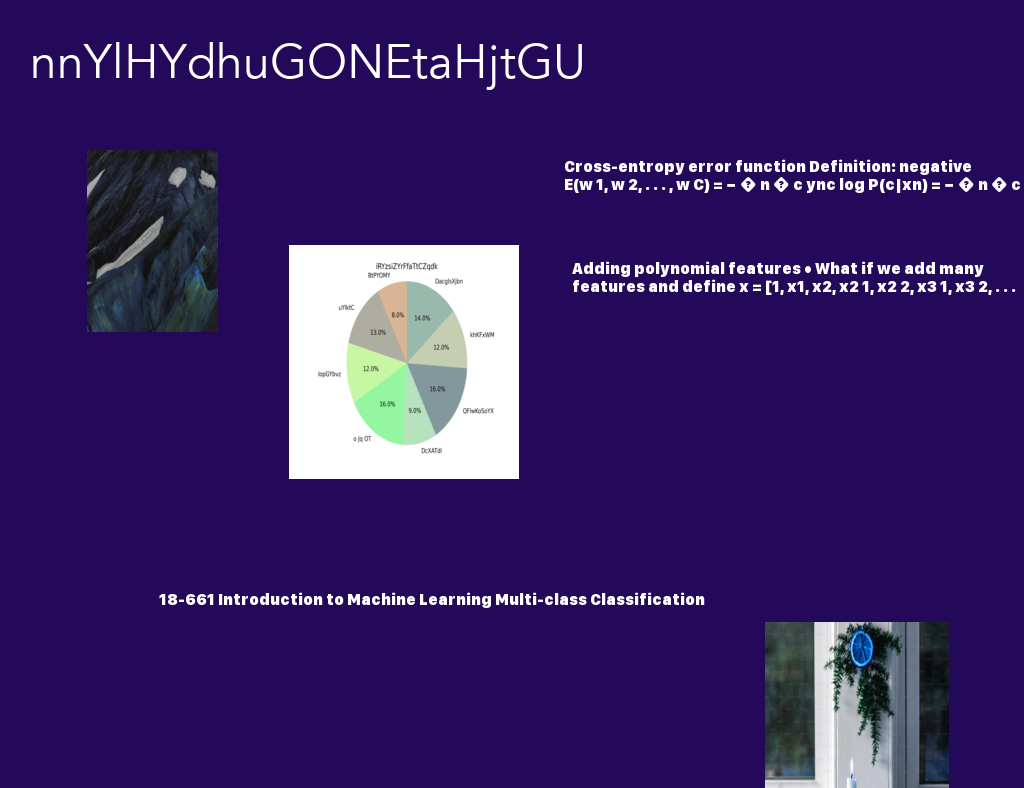 nnYlHYdhuGONEtaHjtGU
Cross-entropy error function Definition: negative
E(w 1, w 2, . . . , w C) = − � n � c ync log P(c|xn) = − � n � c
Adding polynomial features • What if we add many
features and define x = [1, x1, x2, x2 1, x2 2, x3 1, x3 2, . . .
iRYzsiZYrFfaTtCZqdk
BtPYOMY
DacglsXjbn
uYlktC
8.0%
14.0%
13.0%
khKFxWM
12.0%
lopGYbvz
12.0%
16.0%
16.0%
9.0%
QFlwKoSoYX
o Jq OT
DcXATdl
18-661 Introduction to Machine Learning Multi-class Classification